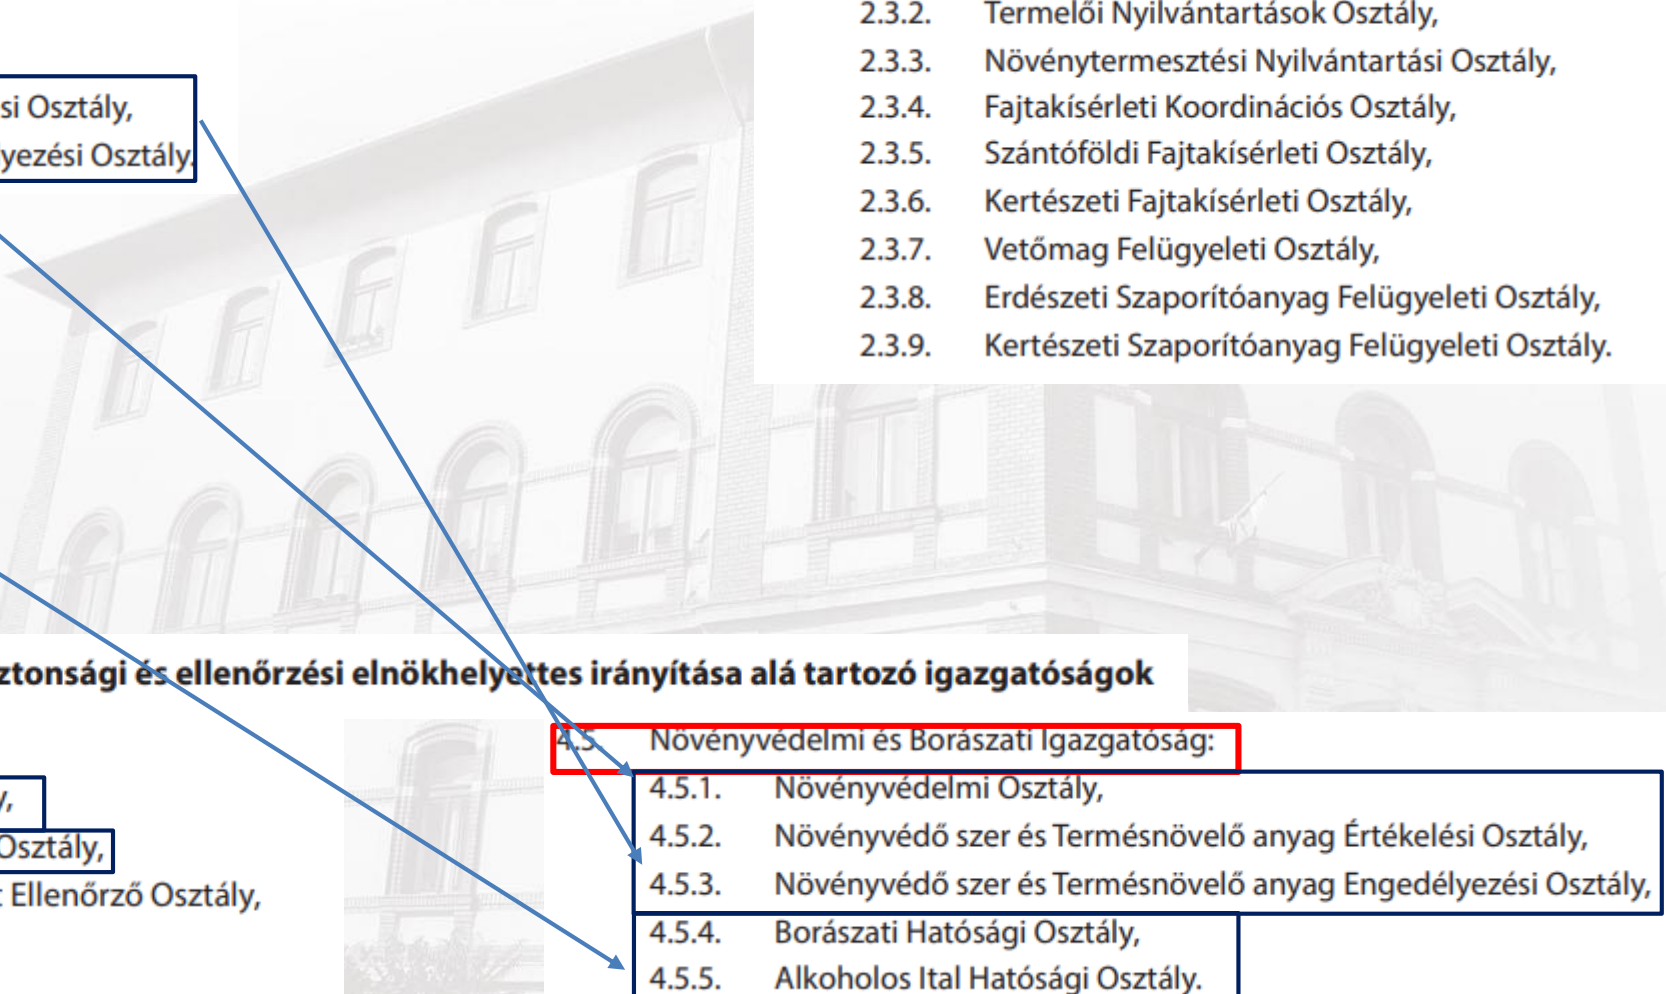 2.3.2. Termelői Nyilvántartások Osztály,
2.3.3. Növénytermesztési Nyilvántartási Osztály,
2.3.4. Fajtakísérleti Koordinációs Osztály,
2.3.5. Szántóföldi Fajtakísérleti Osztály,
2.3.6. Kertészeti Fajtakísérleti Osztály,
2.3.7. Vetőmag Felügyeleti Osztály,
2.3.8. Erdészeti Szaporítóanyag Felügyeleti Osztály,
2.3.9. Kertészeti Szaporítóanyag Felügyeleti Osztály.
si Osztály,
yezési Osztály.
ztonsági és ellenőrzési elnökhelyettes irányítása alá tartozó igazgatóságok
y,
Osztály,
t Ellenőrző Osztály,
4.5. Növényvédelmi és Borászati Igazgatóság:
4.5.1. Növényvédelmi Osztály,
4.5.2. Növényvédő szer és Termésnövelő anyag Értékelési Osztály,
4.5.3. Növényvédő szer és Termésnövelő anyag Engedélyezési Osztály,
4.5.4. Borászati Hatósági Osztály,
4.5.5. Alkoholos Ital Hatósági Osztály.